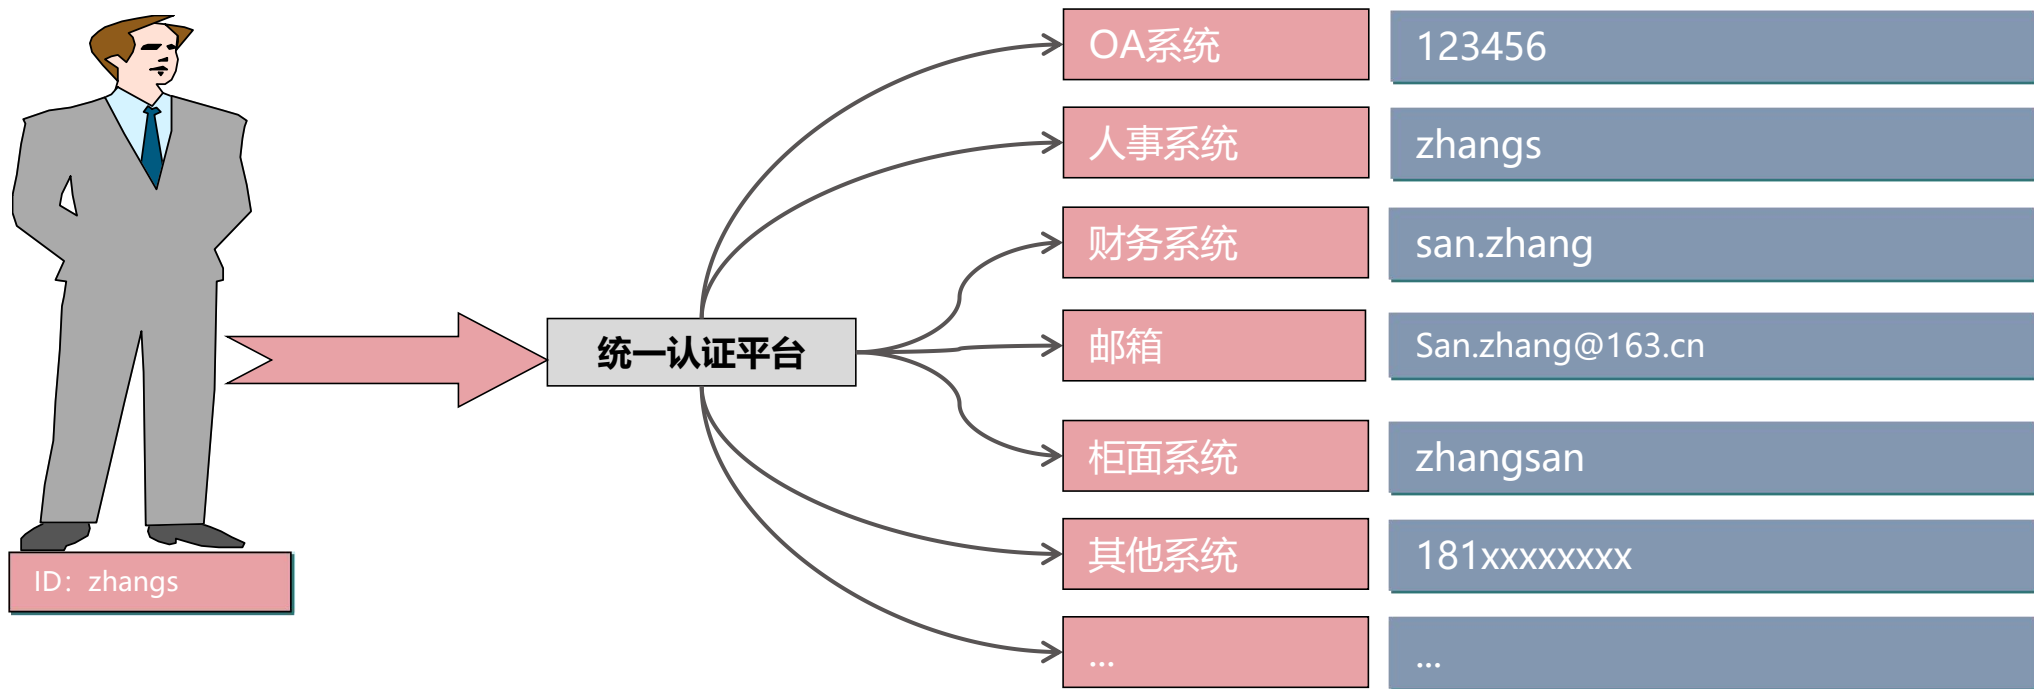 OA系统
123456
人事系统
zhangs
财务系统
san.zhang
统一认证平台
邮箱
San.zhang@163.cn
柜面系统
zhangsan
其他系统
181xxxxxxxx
ID：zhangs
...
...